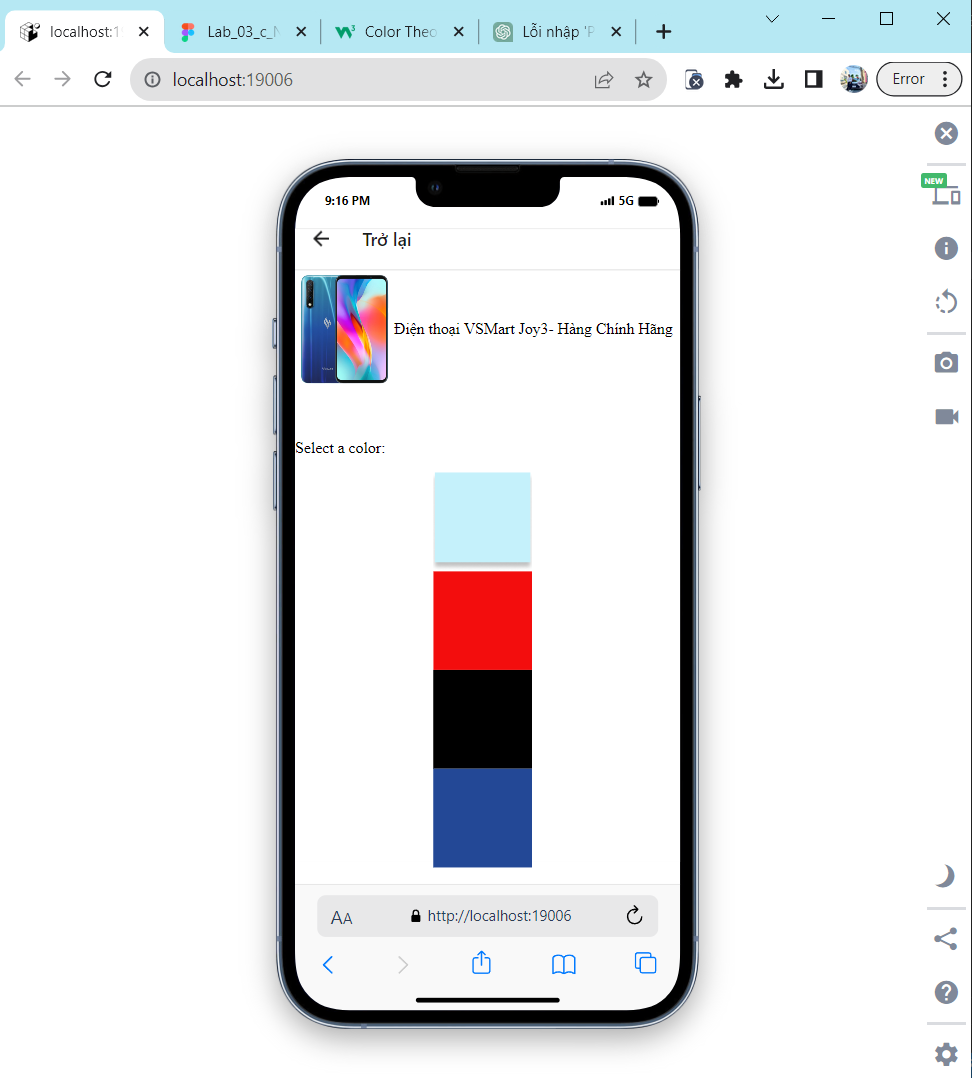 localhost:1
Lab_03_c_N
Color Theo
Lỗi nhập 'P
localhost:19006
Error
NEW
9:16 PM
5G
Trở lại
Điện thoại VSMart Joy3- Hàng Chính Hãng
Select a color:
AA
http://localhost:19006